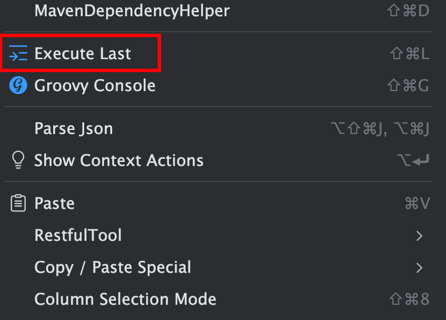 MavenDependencyHelper ⇧⌘D
Execute Last ⇧⌘L
Groovy Console ⇧⌘G
Parse Json ⌥⇧⌘J, ⌥⌘J
Show Context Actions ⌥↩
Paste ⌘V
RestfulTool >
Copy / Paste Special >
Column Selection Mode ⇧⌘8